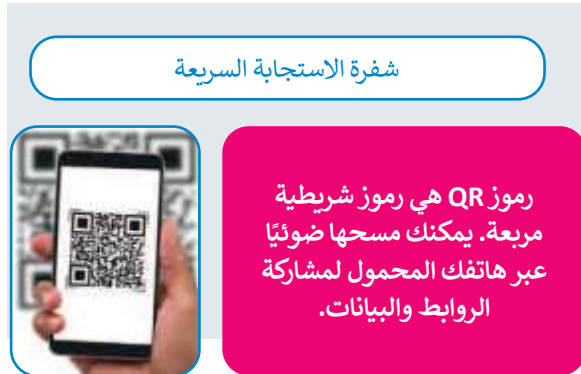 شفرة الاستجابة السريعة
رموز QR هي رموز شريطية
مربعة. يمكنك مسحها ضوئيًا
عبر هاتفك المحمول لمشاركة
الروابط والبيانات.